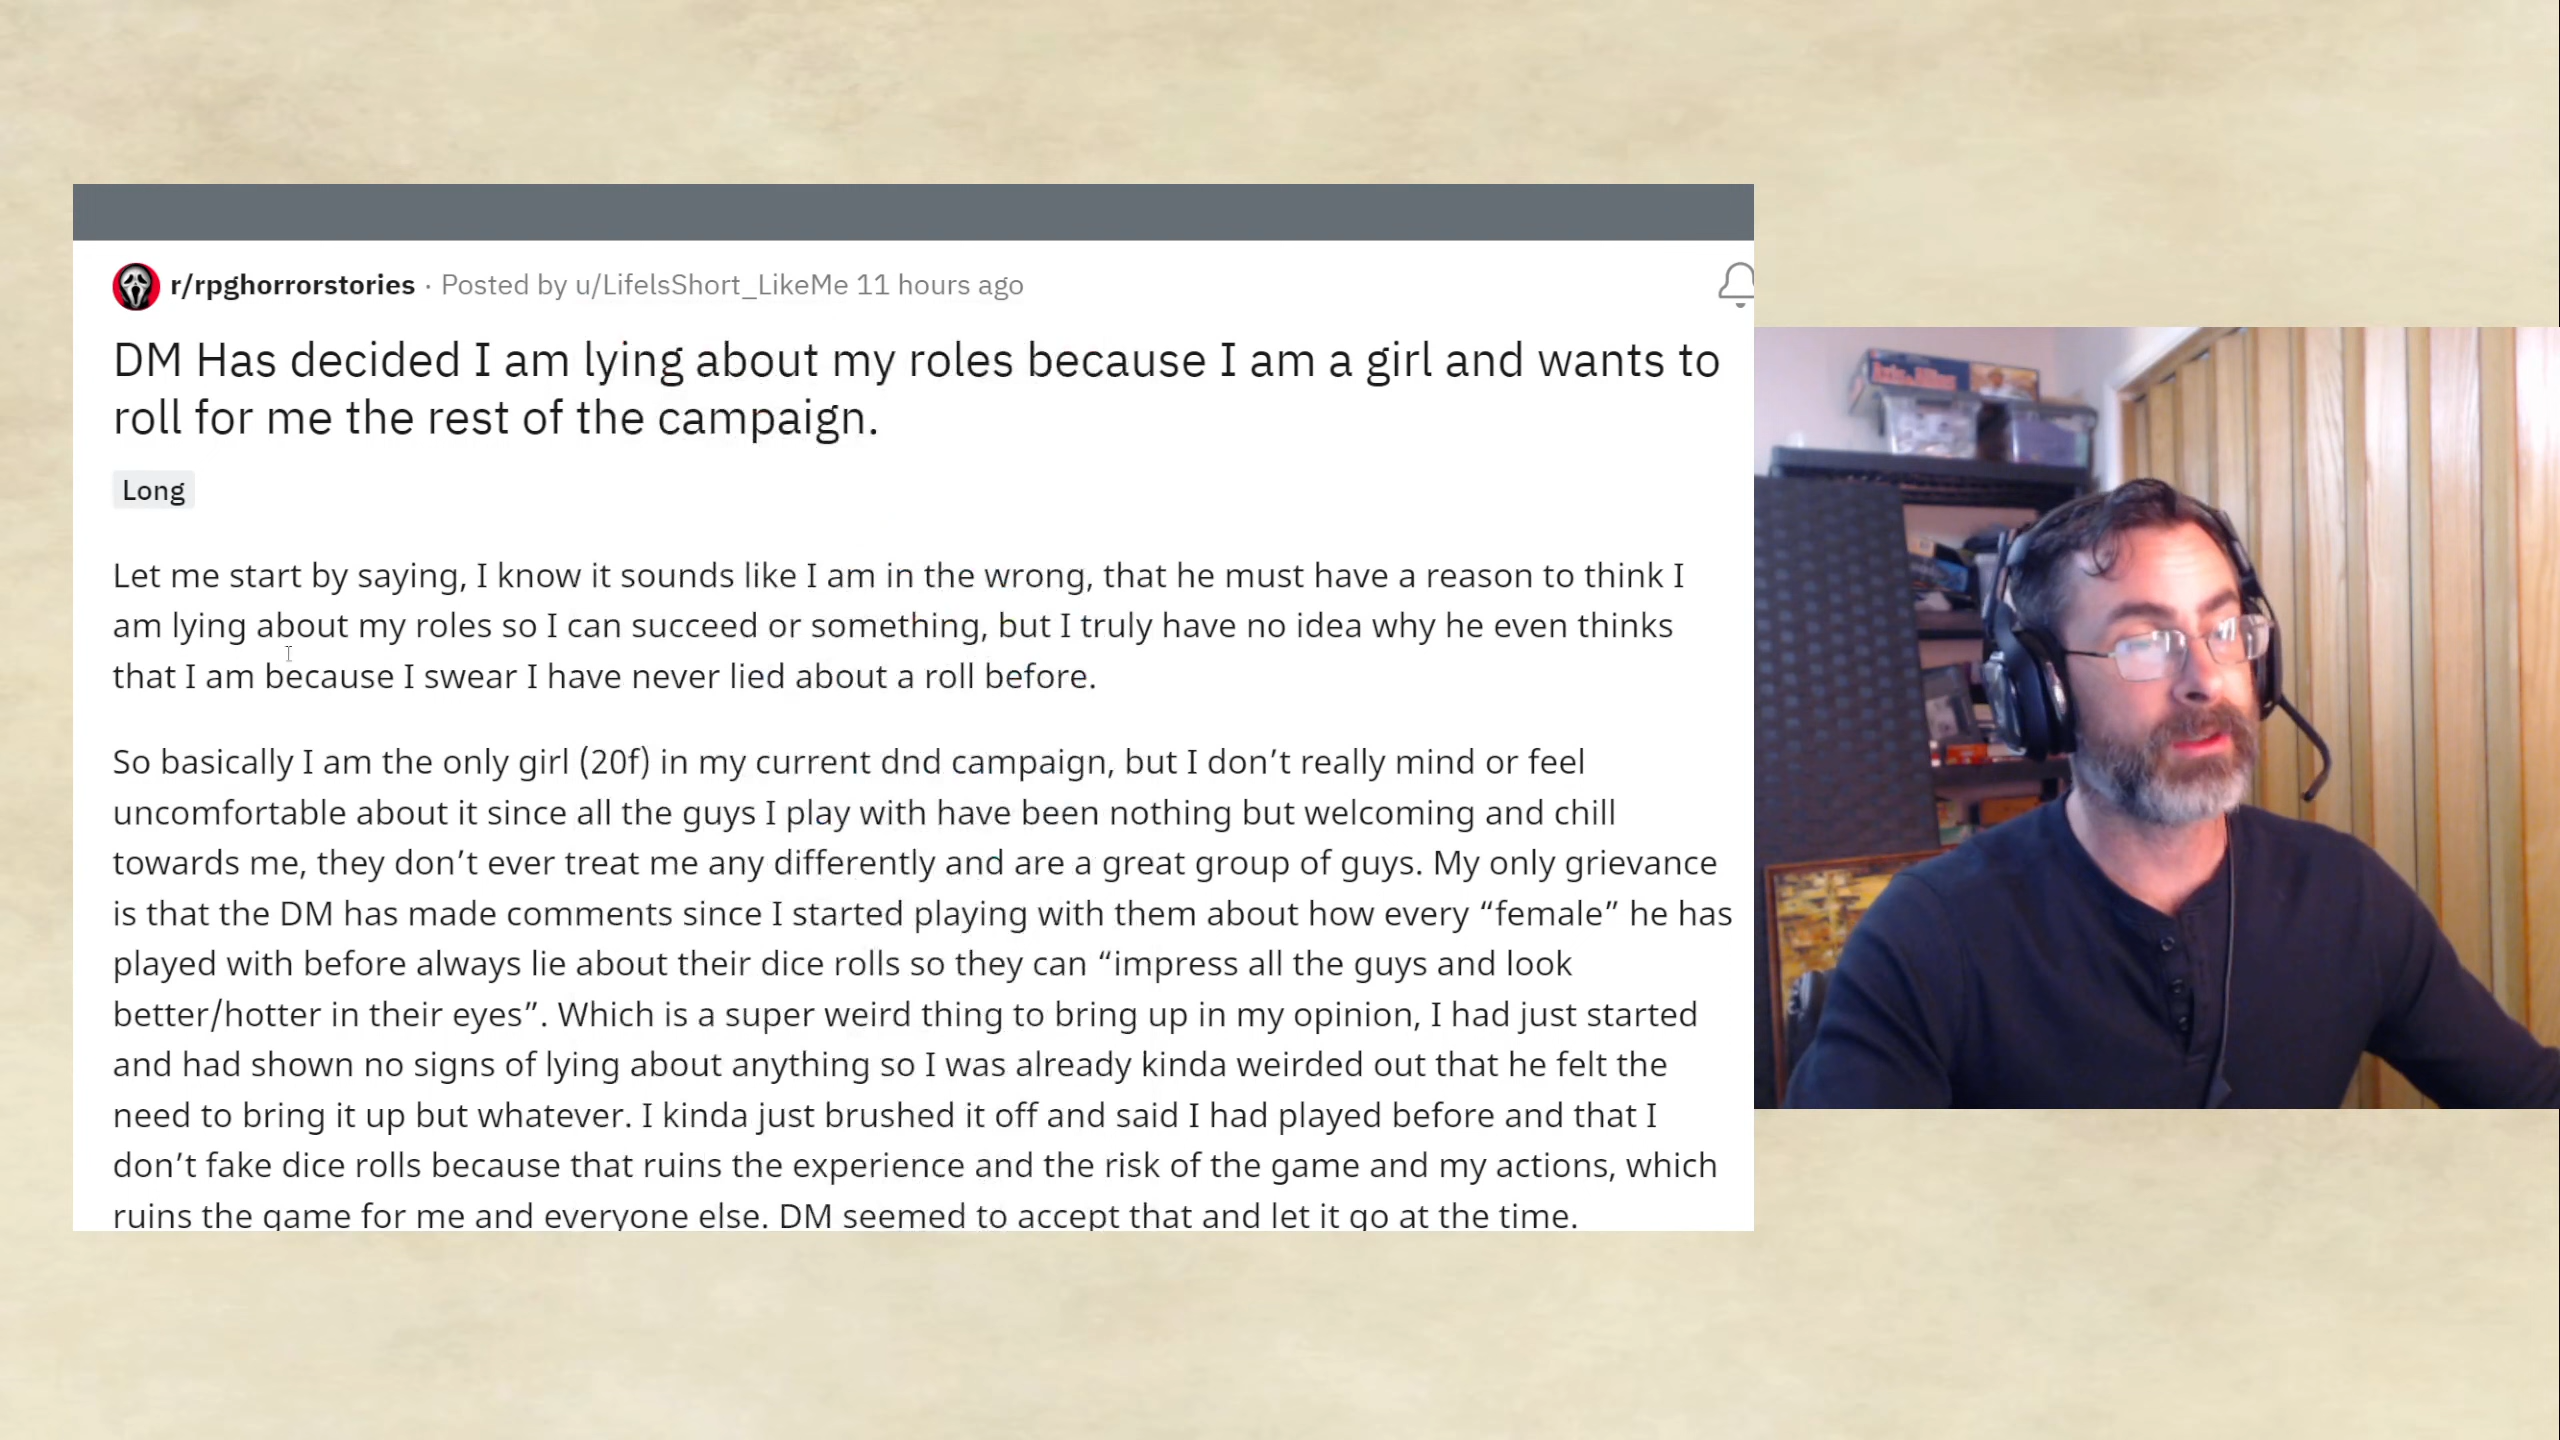 r/rpghorrorstories · Posted by u/LifeIsShort_LikeMe 11 hours ago
DM Has decided I am lying about my roles because I am a girl and wants to
roll for me the rest of the campaign.
Long
Let me start by saying, I know it sounds like I am in the wrong, that he must have a reason to think I
am lying about my roles so I can succeed or something, but I truly have no idea why he even thinks
that I am because I swear I have never lied about a roll before.
So basically I am the only girl (20f) in my current dnd campaign, but I don’t really mind or feel
uncomfortable about it since all the guys I play with have been nothing but welcoming and chill
towards me, they don’t ever treat me any differently and are a great group of guys. My only grievance
is that the DM has made comments since I started playing with them about how every “female” he has
played with before always lie about their dice rolls so they can “impress all the guys and look
better/hotter in their eyes”. Which is a super weird thing to bring up in my opinion, I had just started
and had shown no signs of lying about anything so I was already kinda weirded out that he felt the
need to bring it up but whatever. I kinda just brushed it off and said I had played before and that I
don’t fake dice rolls because that ruins the experience and the risk of the game and my actions, which
ruins the game for me and everyone else. DM seemed to accept that and let it go at the time.